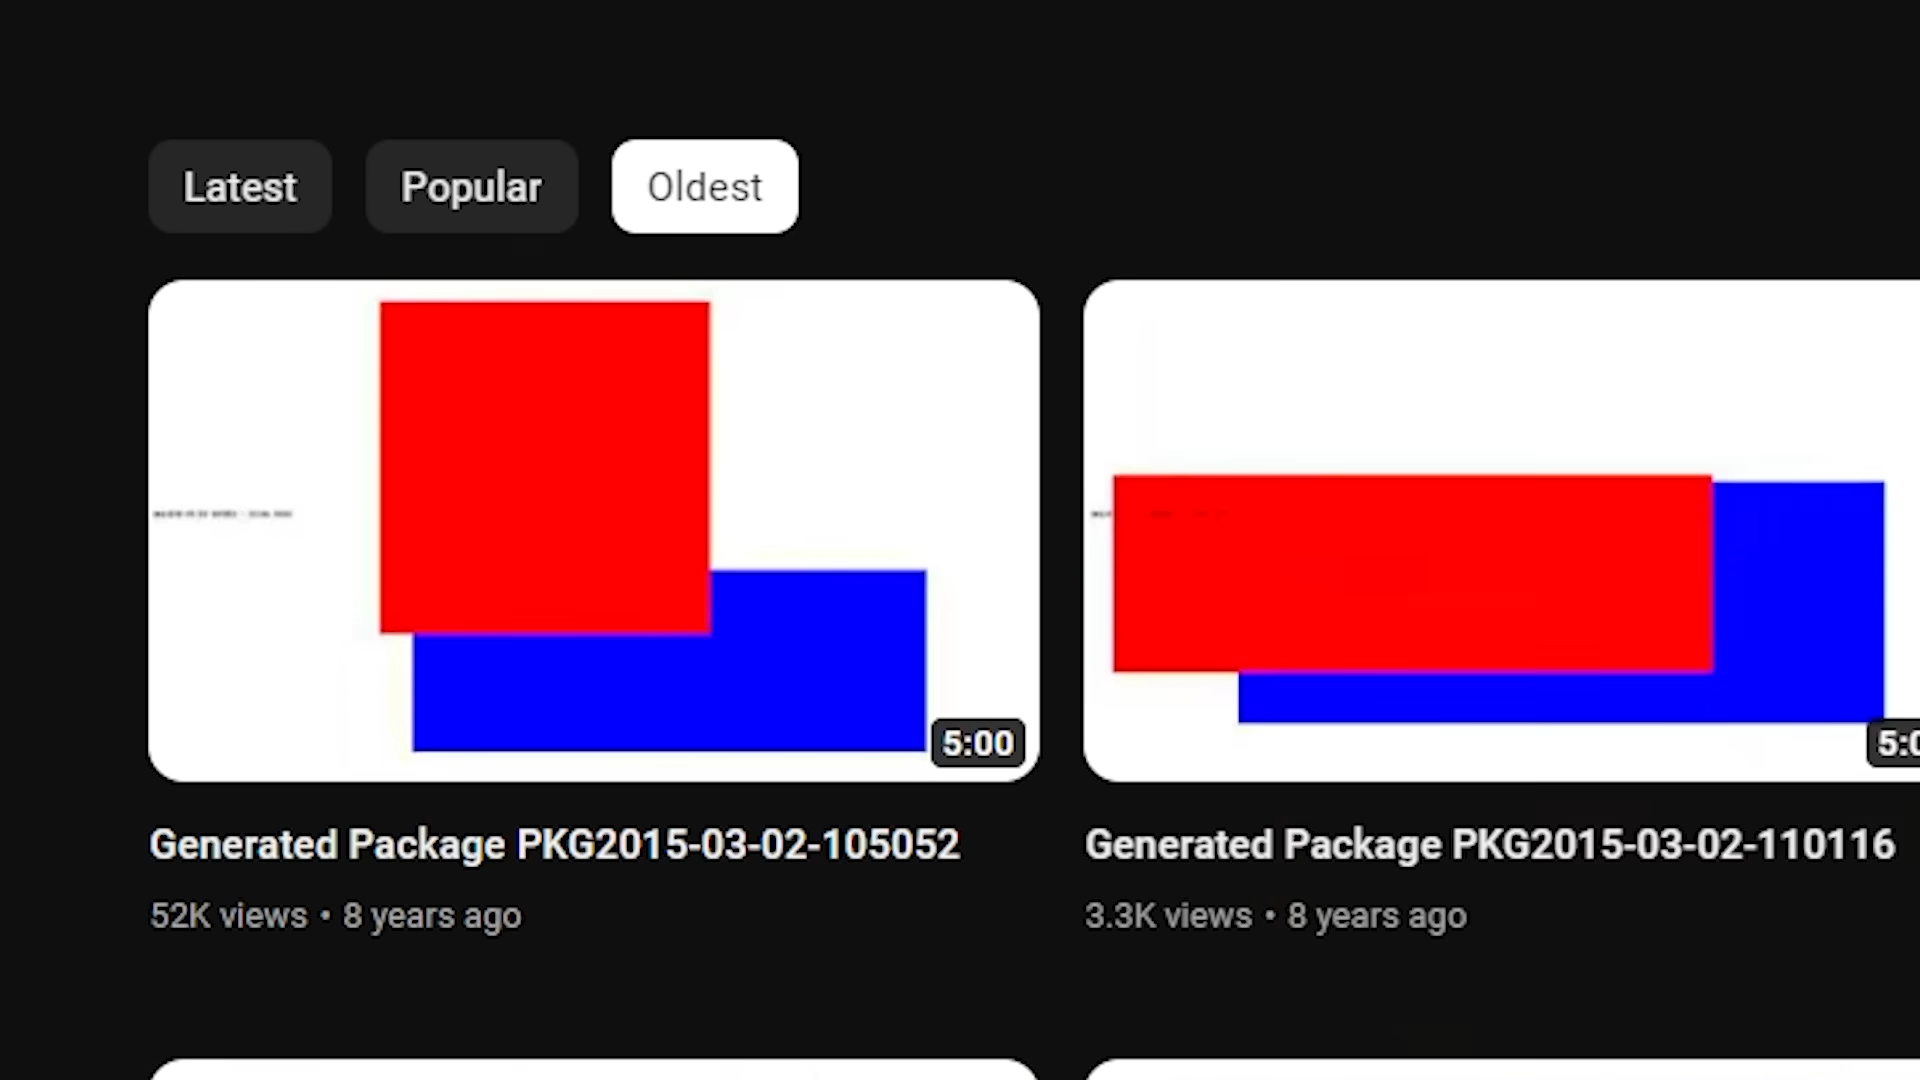 Latest
Popular
Oldest
5:00
Generated Package PKG2015-03-02-105052
52K views • 8 years ago
Generated Package PKG2015-03-02-110116
3.3K views • 8 years ago